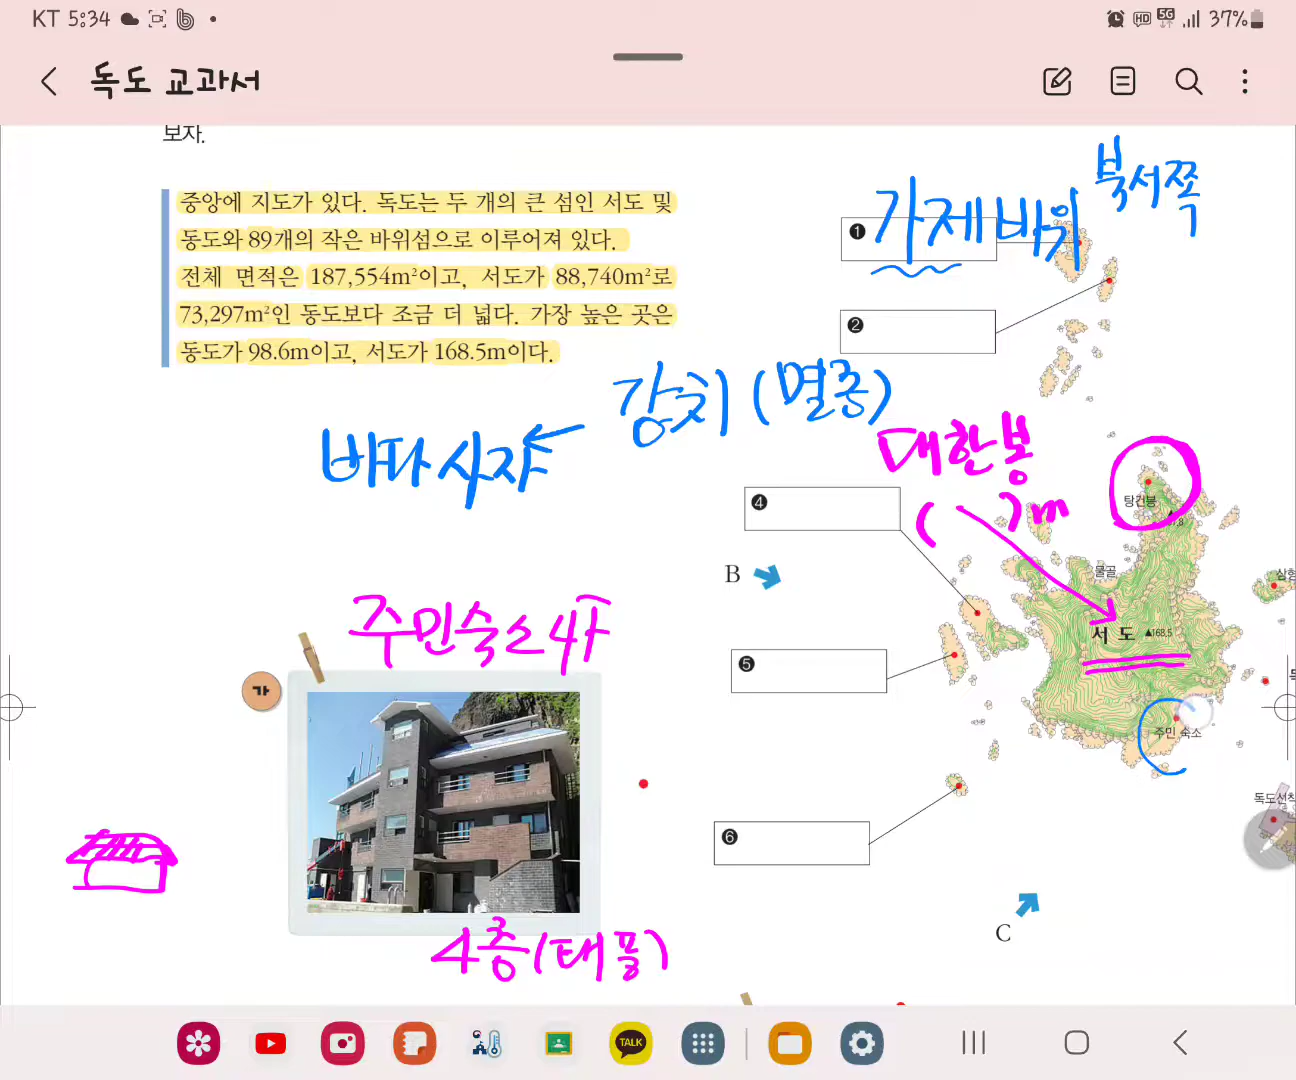 KT 5:34
HD 5G 37%
독도 교과서
보자.
중앙에 지도가 있다. 독도는 두 개의 큰 섬인 서도 및
동도와 89개의 작은 바위섬으로 이루어져 있다.
전체 면적은 187,554m²이고, 서도가 88,740m²로
73,297m²인 동도보다 조금 더 넓다. 가장 높은 곳은
동도가 98.6m이고, 서도가 168.5m이다.
북서쪽
❶ 가제바위
❷
강치 (멸종)
바다사자 ←
대한봉
( )m
❹
탕건봉
B
물골
서 도 ▲168.5
주민숙소 4F
❺
가
주민 숙소
독도선착
❻
C
4층(태풍)
TALK